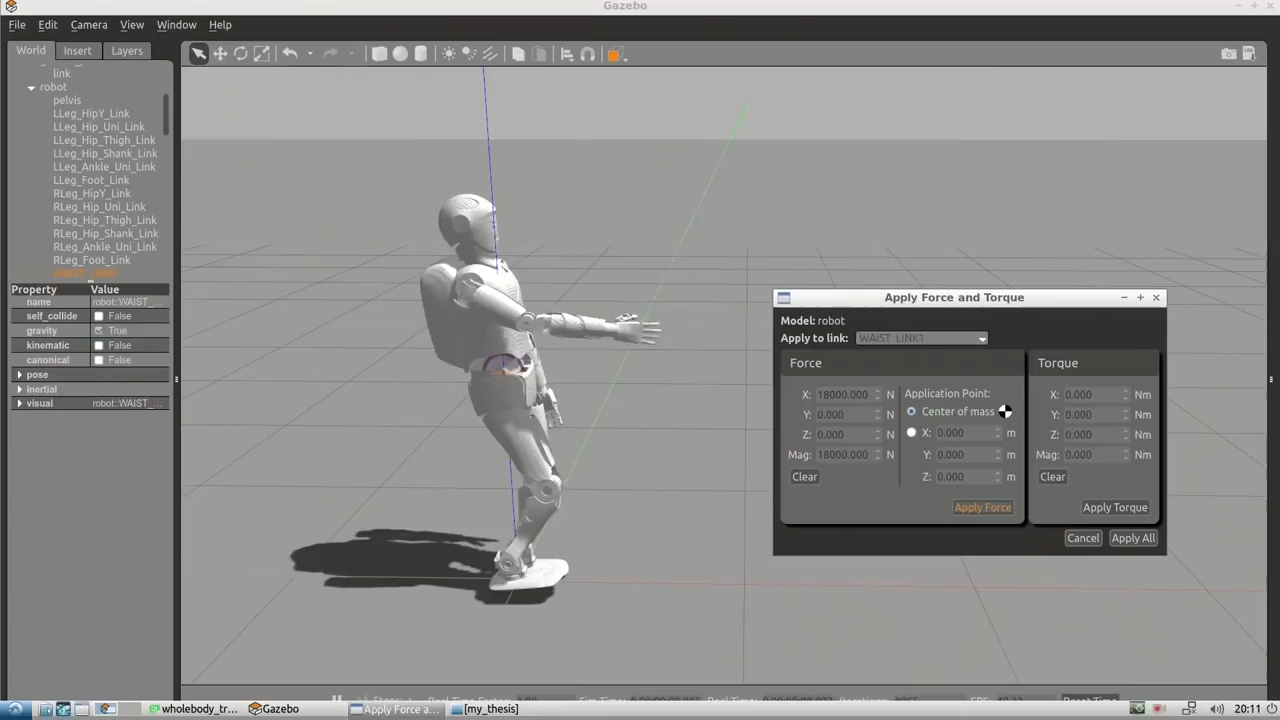 Gazebo
File Edit Camera View Window Help
World Insert Layers
link
robot
pelvis
LLeg_HipY_Link
LLeg_Hip_Uni_Link
LLeg_Hip_Thigh_Link
LLeg_Hip_Shank_Link
LLeg_Ankle_Uni_Link
LLeg_Foot_Link
RLeg_HipY_Link
RLeg_Hip_Uni_Link
RLeg_Hip_Thigh_Link
RLeg_Hip_Shank_Link
RLeg_Ankle_Uni_Link
RLeg_Foot_Link
Property Value
name robot::WAIST_...
self_collide False
gravity True
kinematic False
canonical False
pose
inertial
visual robot::WAIST_...
Apply Force and Torque
Model: robot
Apply to link: WAIST_LINK1
Force Torque
X: 18000.000 N Application Point: X: 0.000 Nm
Y: 0.000 N Center of mass Y: 0.000 Nm
Z: 0.000 N X: 0.000 m Z: 0.000 Nm
Mag: 18000.000 N Y: 0.000 m Mag: 0.000 Nm
Clear Z: 0.000 m Clear
Apply Force Apply Torque
Cancel Apply All
wholebody_tr... Gazebo Apply Force a... [my_thesis] 20:11